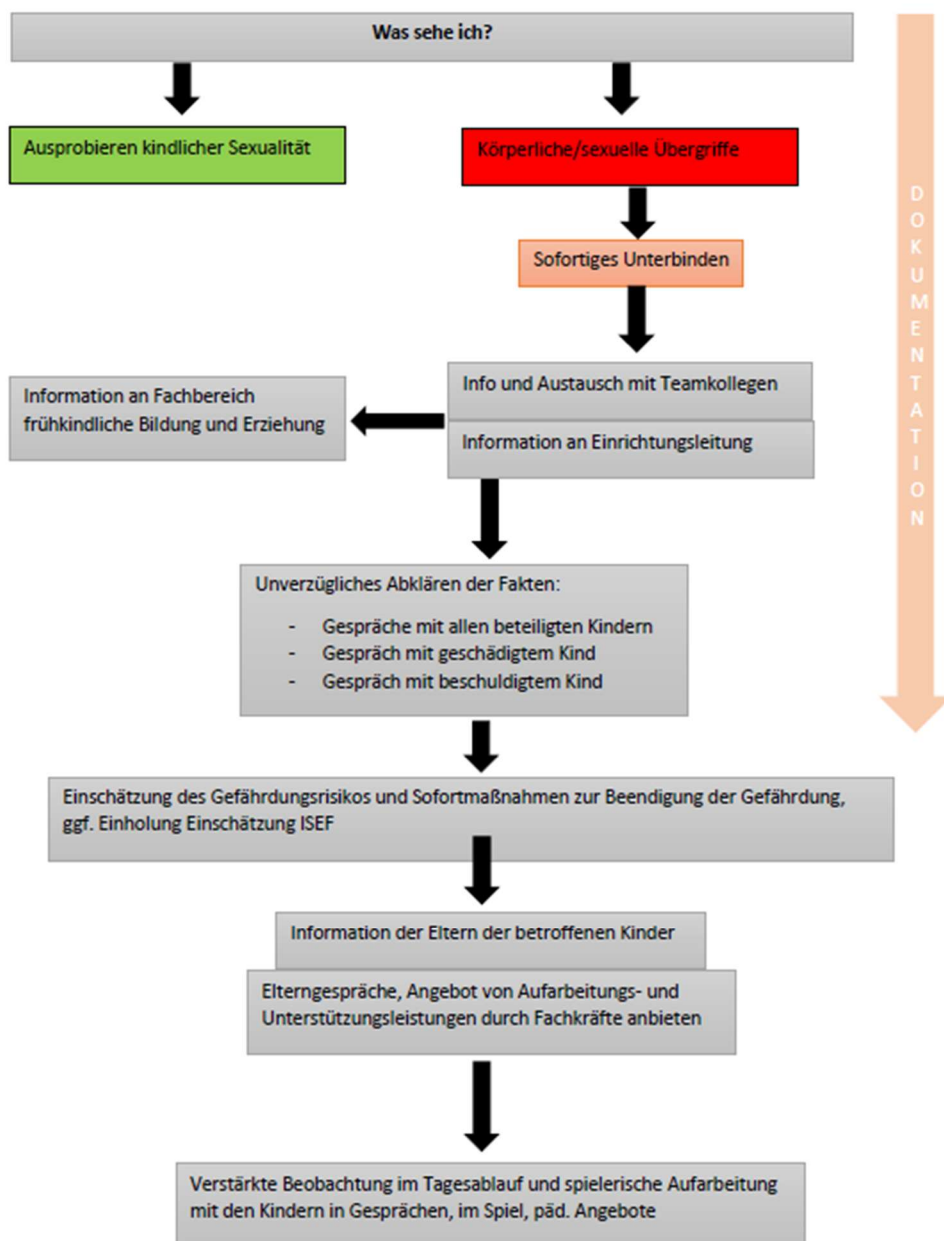 Was sehe ich?
Ausprobieren kindlicher Sexualität
Körperliche/sexuelle Übergriffe
Sofortiges Unterbinden
Info und Austausch mit Teamkollegen
Information an Einrichtungsleitung
Information an Fachbereich
frühkindliche Bildung und Erziehung
Unverzügliches Abklären der Fakten:
- Gespräche mit allen beteiligten Kindern
- Gespräch mit geschädigtem Kind
- Gespräch mit beschuldigtem Kind
Einschätzung des Gefährdungsrisikos und Sofortmaßnahmen zur Beendigung der Gefährdung,
ggf. Einholung Einschätzung ISEF
Information der Eltern der betroffenen Kinder
Elterngespräche, Angebot von Aufarbeitungs- und
Unterstützungsleistungen durch Fachkräfte anbieten
Verstärkte Beobachtung im Tagesablauf und spielerische Aufarbeitung
mit den Kindern in Gesprächen, im Spiel, päd. Angebote
DOKUMENTATION